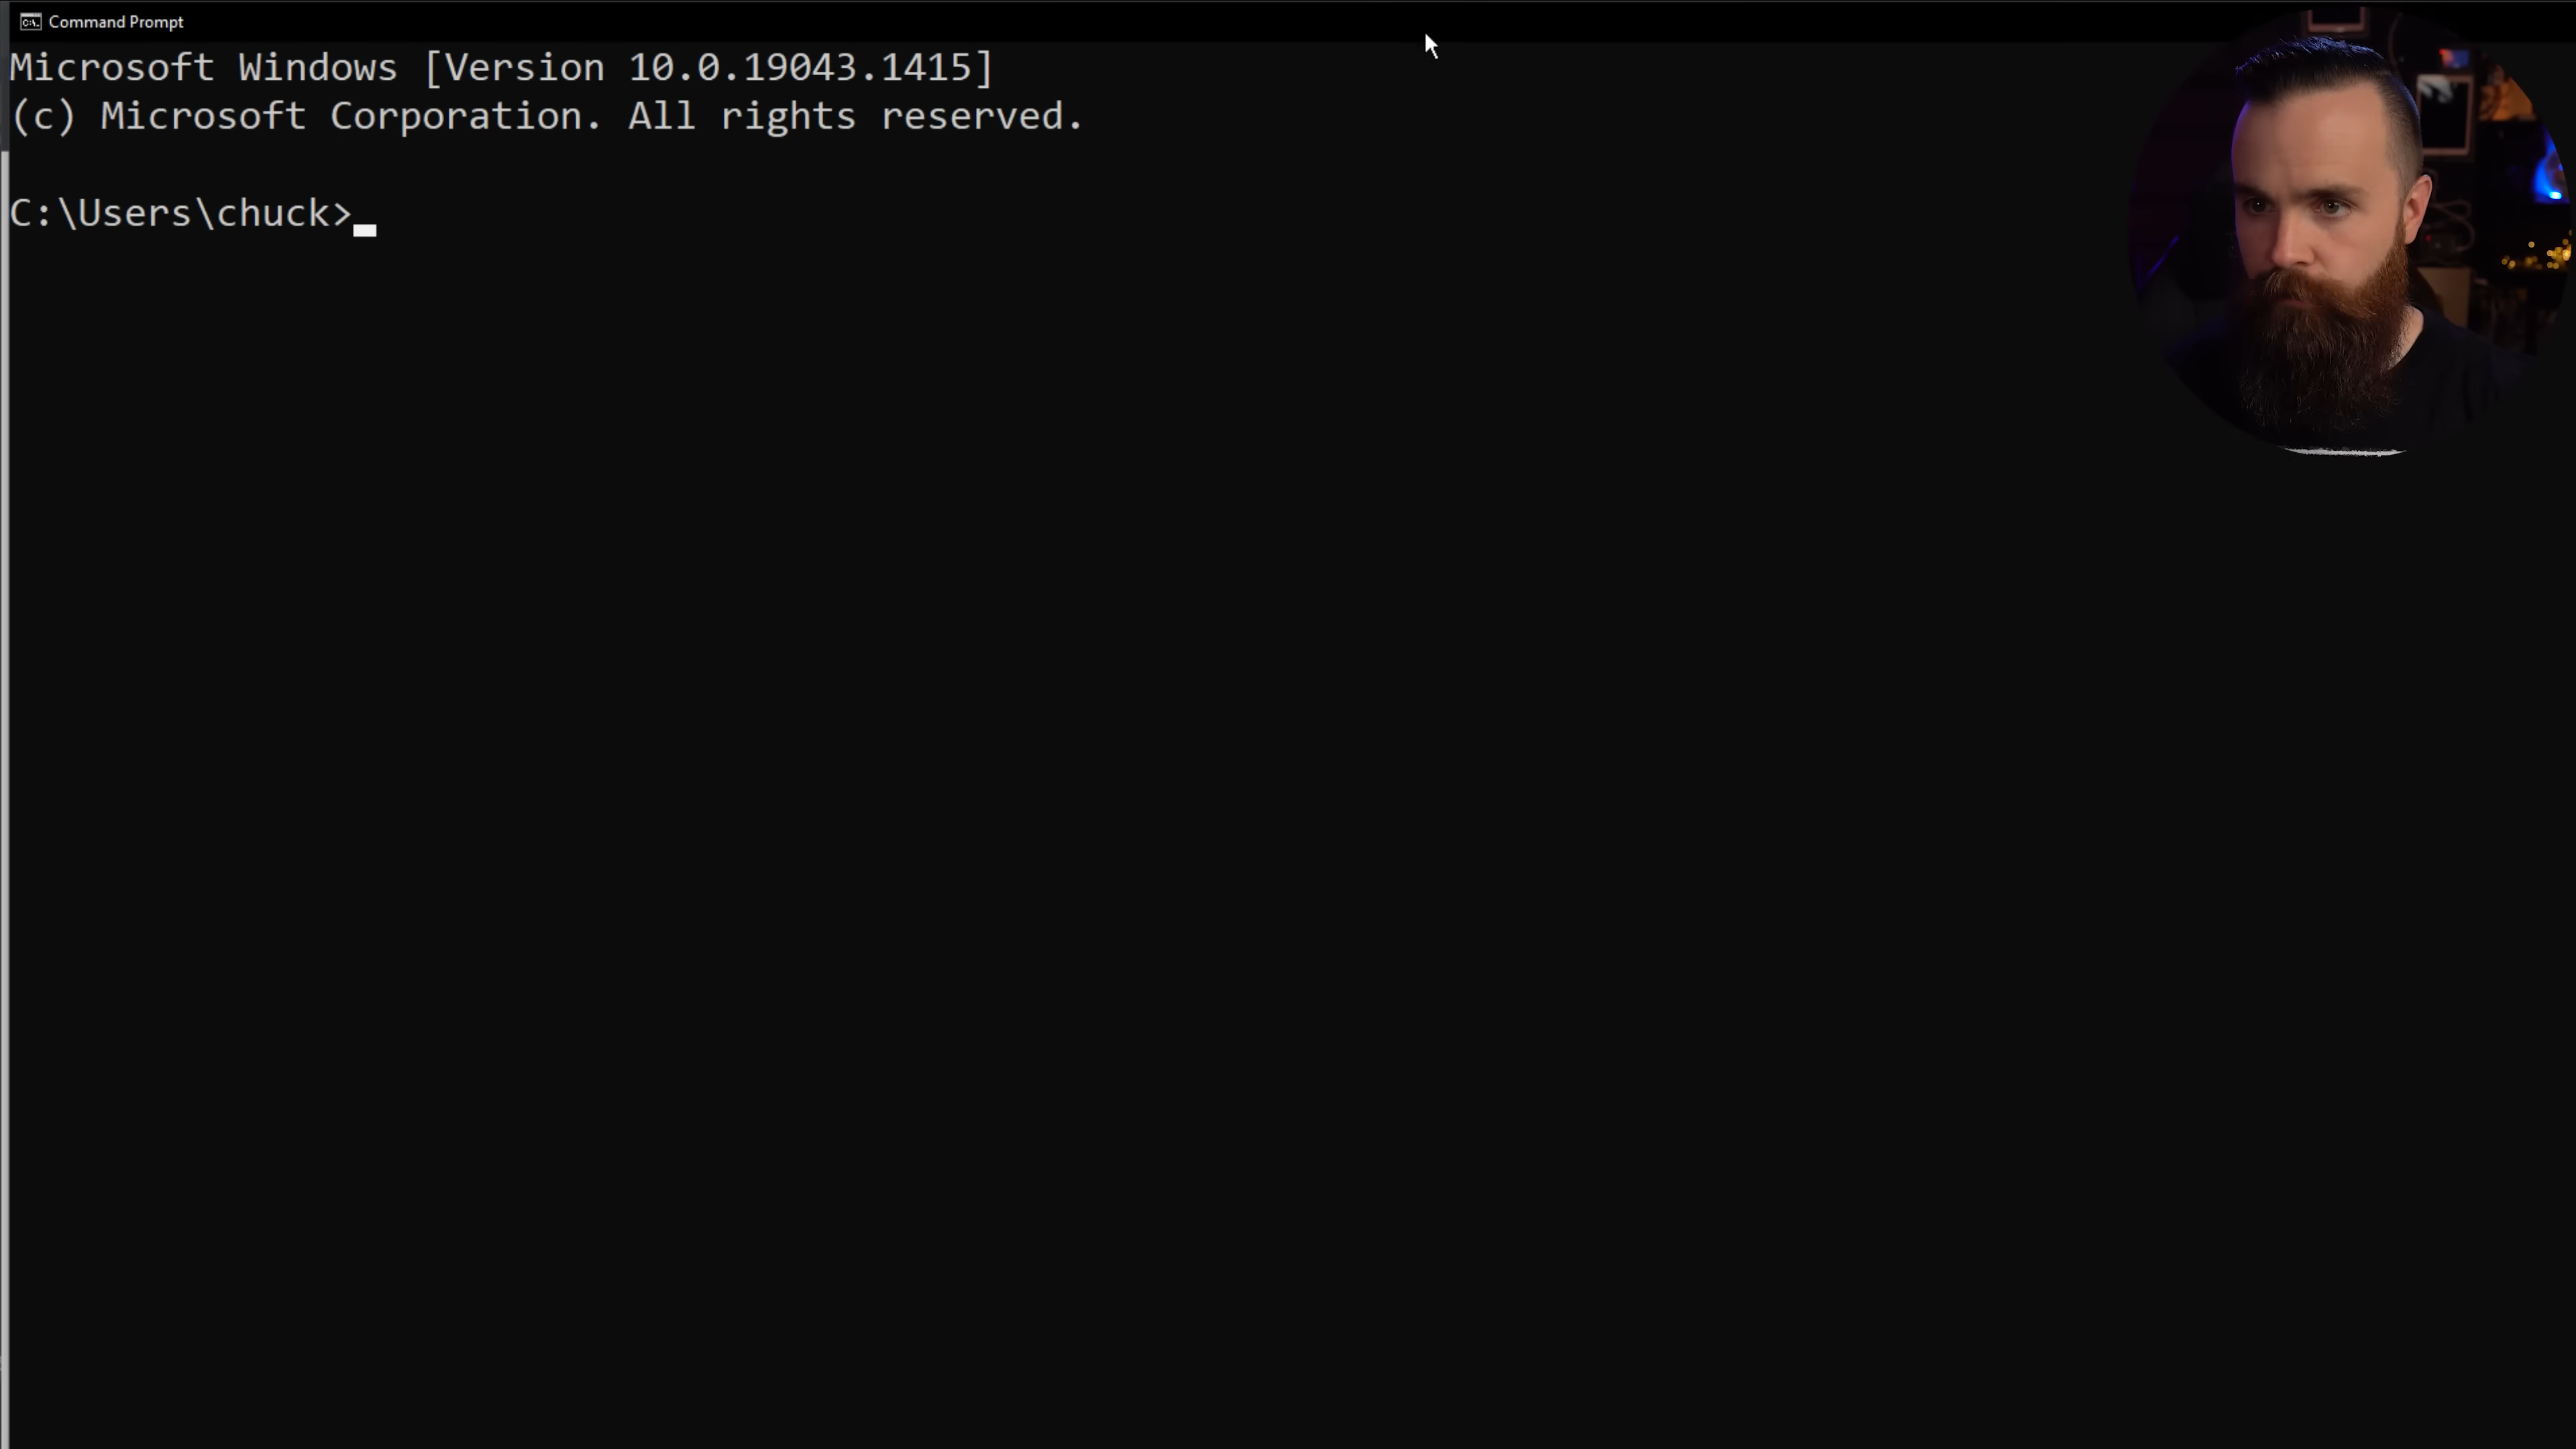 Command Prompt
Microsoft Windows [Version 10.0.19043.1415]
(c) Microsoft Corporation. All rights reserved.
C:\Users\chuck>